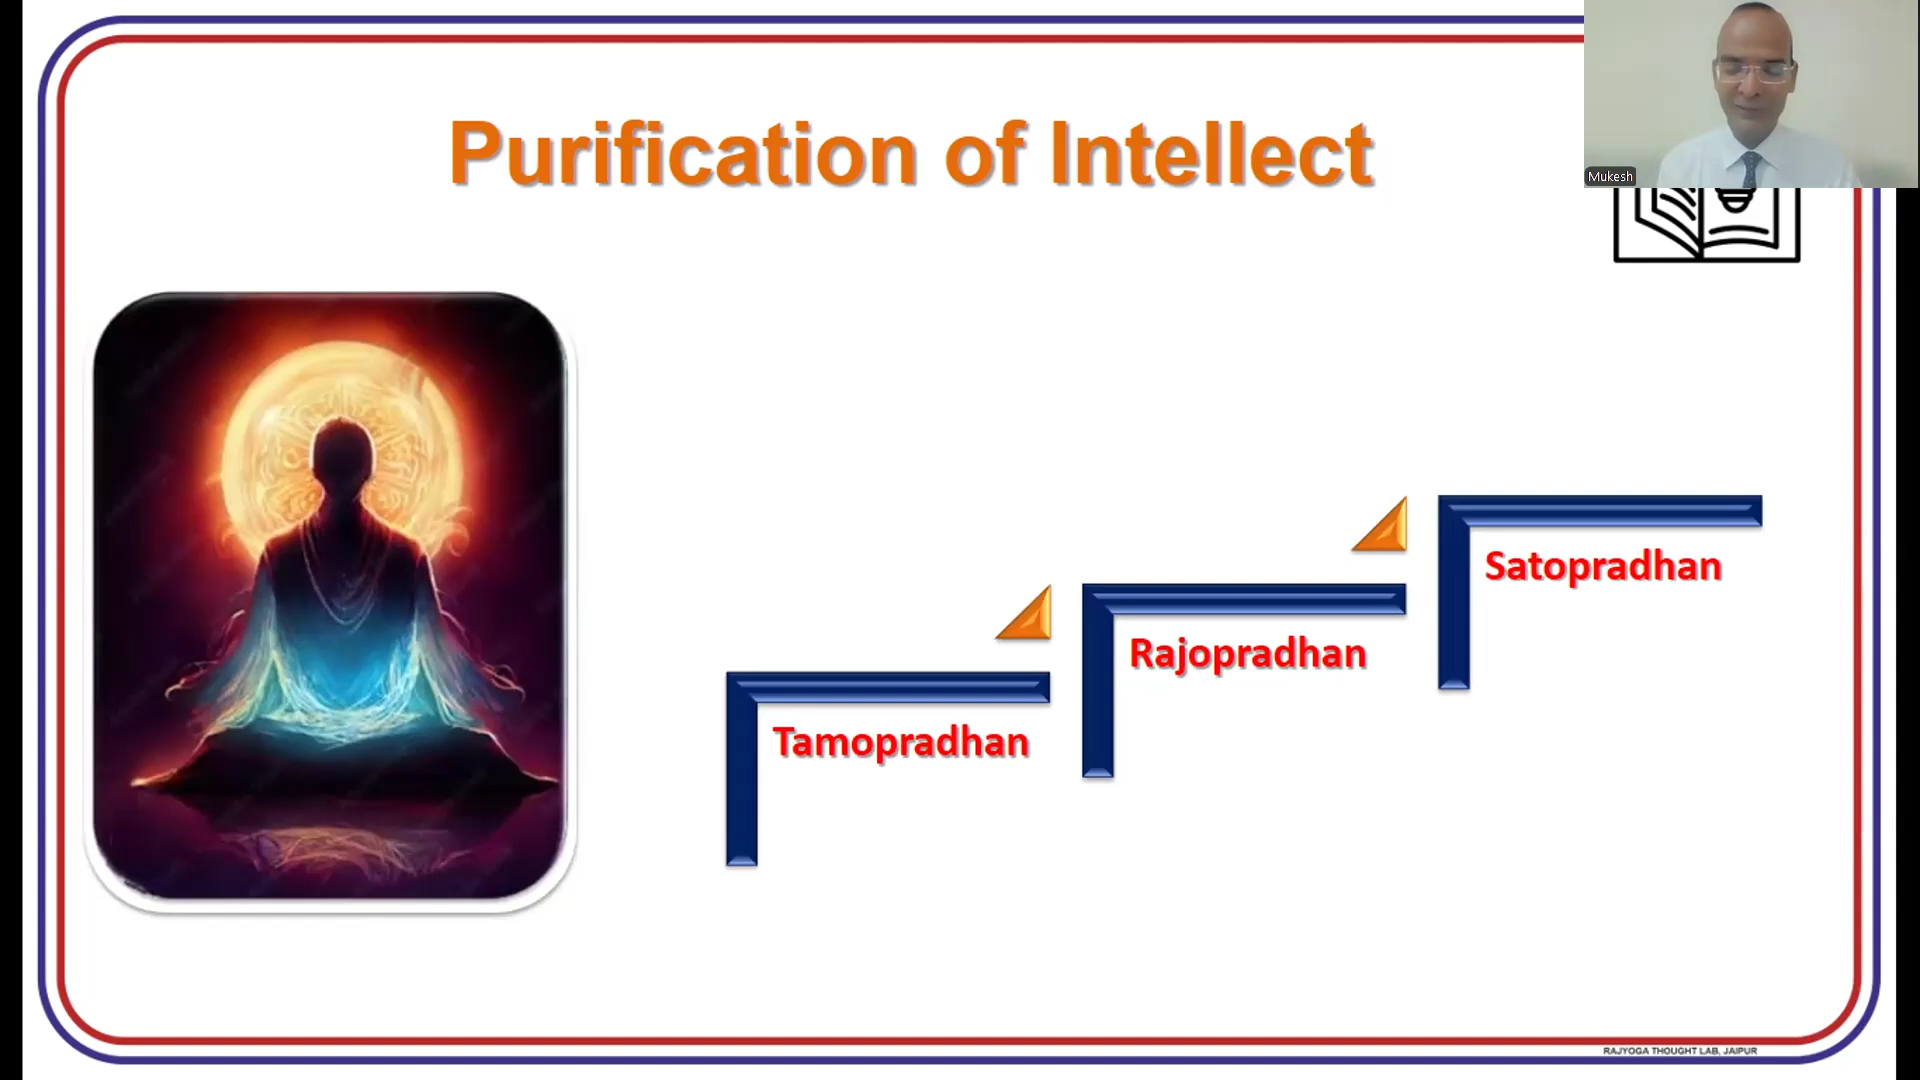 Purification of Intellect
Mukesh
Satopradhan
Rajopradhan
Tamopradhan
RAJYOGA THOUGHT LAB, JAIPUR